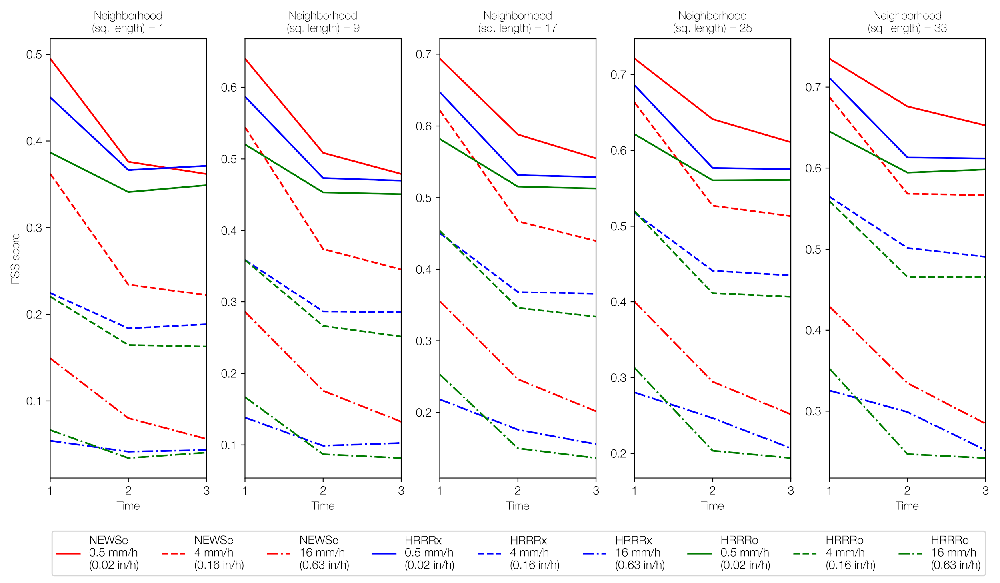 Neighborhood
(sq. length) = 1
Neighborhood
(sq. length) = 9
Neighborhood
(sq. length) = 17
Neighborhood
(sq. length) = 25
Neighborhood
(sq. length) = 33
FSS score
0.5
0.4
0.3
0.2
0.1
1 2 3
Time
0.6
0.5
0.4
0.3
0.2
0.1
1 2 3
Time
0.7
0.6
0.5
0.4
0.3
0.2
1 2 3
Time
0.7
0.6
0.5
0.4
0.3
0.2
1 2 3
Time
0.7
0.6
0.5
0.4
0.3
1 2 3
Time
NEWSe
0.5 mm/h
(0.02 in/h)
NEWSe
4 mm/h
(0.16 in/h)
NEWSe
16 mm/h
(0.63 in/h)
HRRRx
0.5 mm/h
(0.02 in/h)
HRRRx
4 mm/h
(0.16 in/h)
HRRRx
16 mm/h
(0.63 in/h)
HRRRo
0.5 mm/h
(0.02 in/h)
HRRRo
4 mm/h
(0.16 in/h)
HRRRo
16 mm/h
(0.63 in/h)